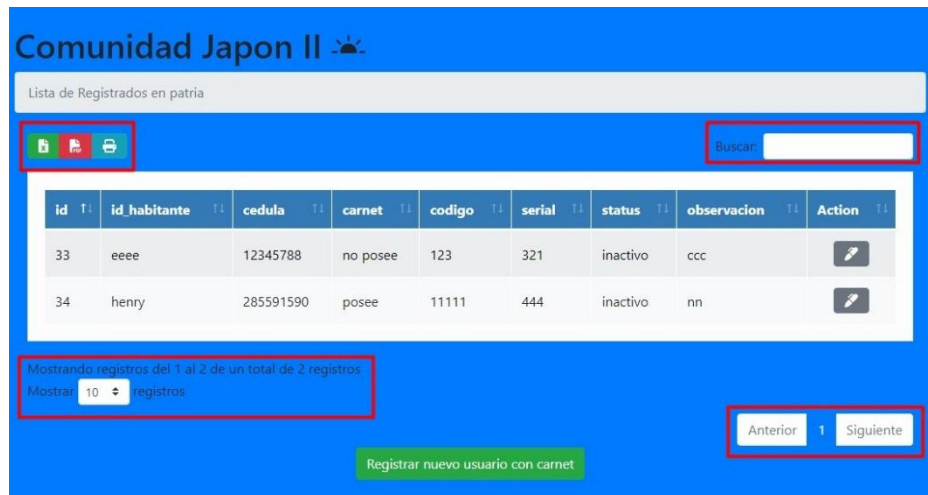 Comunidad Japon II
Lista de Registrados en patria
PDF
Buscar:
id id_habitante cedula carnet codigo serial status observacion Action
33 eeee 12345788 no posee 123 321 inactivo ccc
34 henry 285591590 posee 11111 444 inactivo nn
Mostrando registros del 1 al 2 de un total de 2 registros
Mostrar 10 registros
Anterior 1 Siguiente
Registrar nuevo usuario con carnet